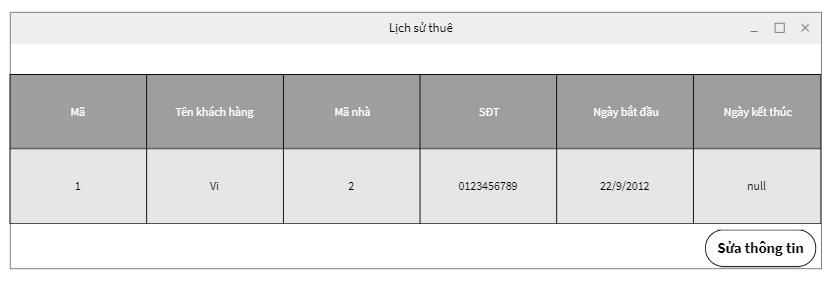 Lịch sử thuê
Mã Tên khách hàng Mã nhà SĐT Ngày bắt đầu Ngày kết thúc
1 Vi 2 0123456789 22/9/2012 null
Sửa thông tin